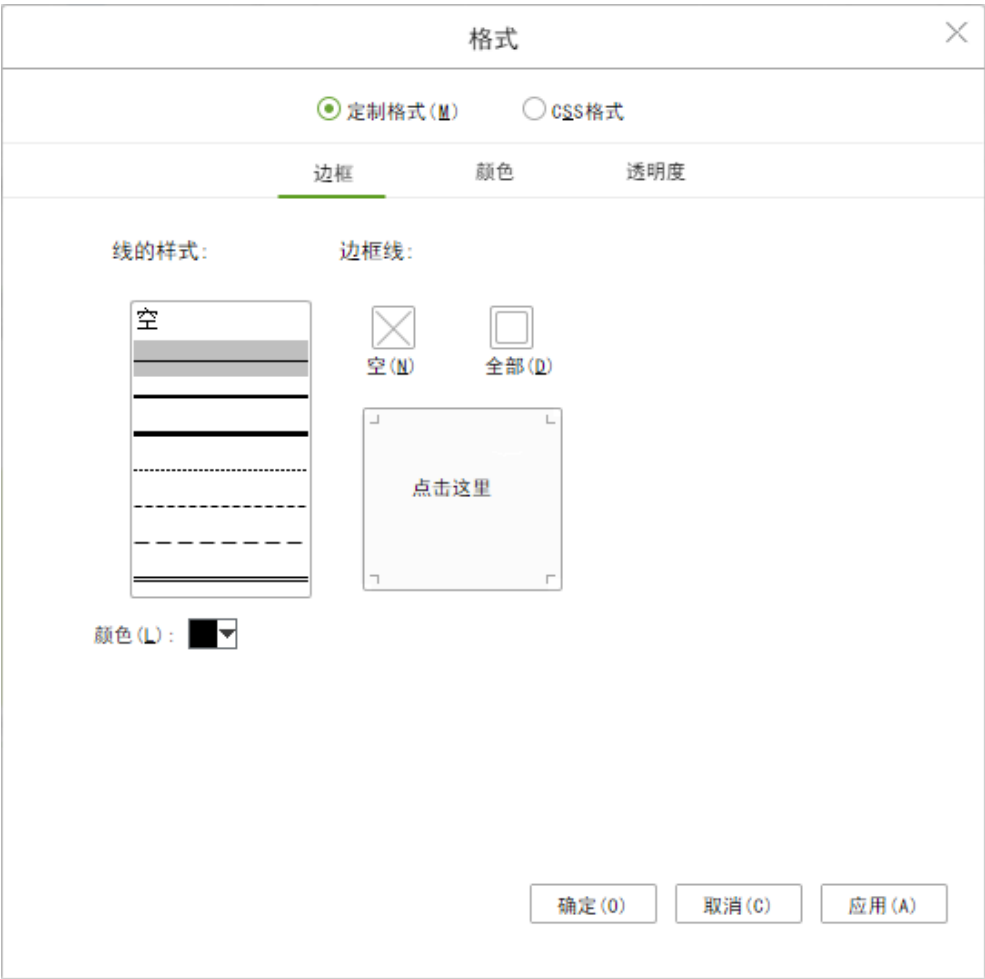 格式
定制格式(M) CSS格式
边框 颜色 透明度
线的样式: 边框线:
空
空(N) 全部(D)
点击这里
颜色(L):
确定(O) 取消(C) 应用(A)